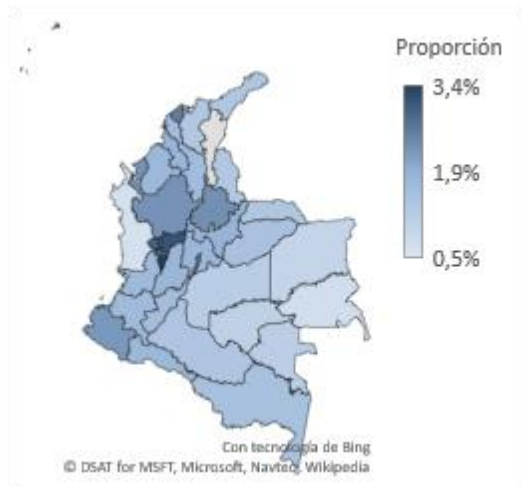 Proporción
3,4%
1,9%
0,5%
Con tecnología de Bing
© DSAT for MSFT, Microsoft, Navteq, Wikipedia